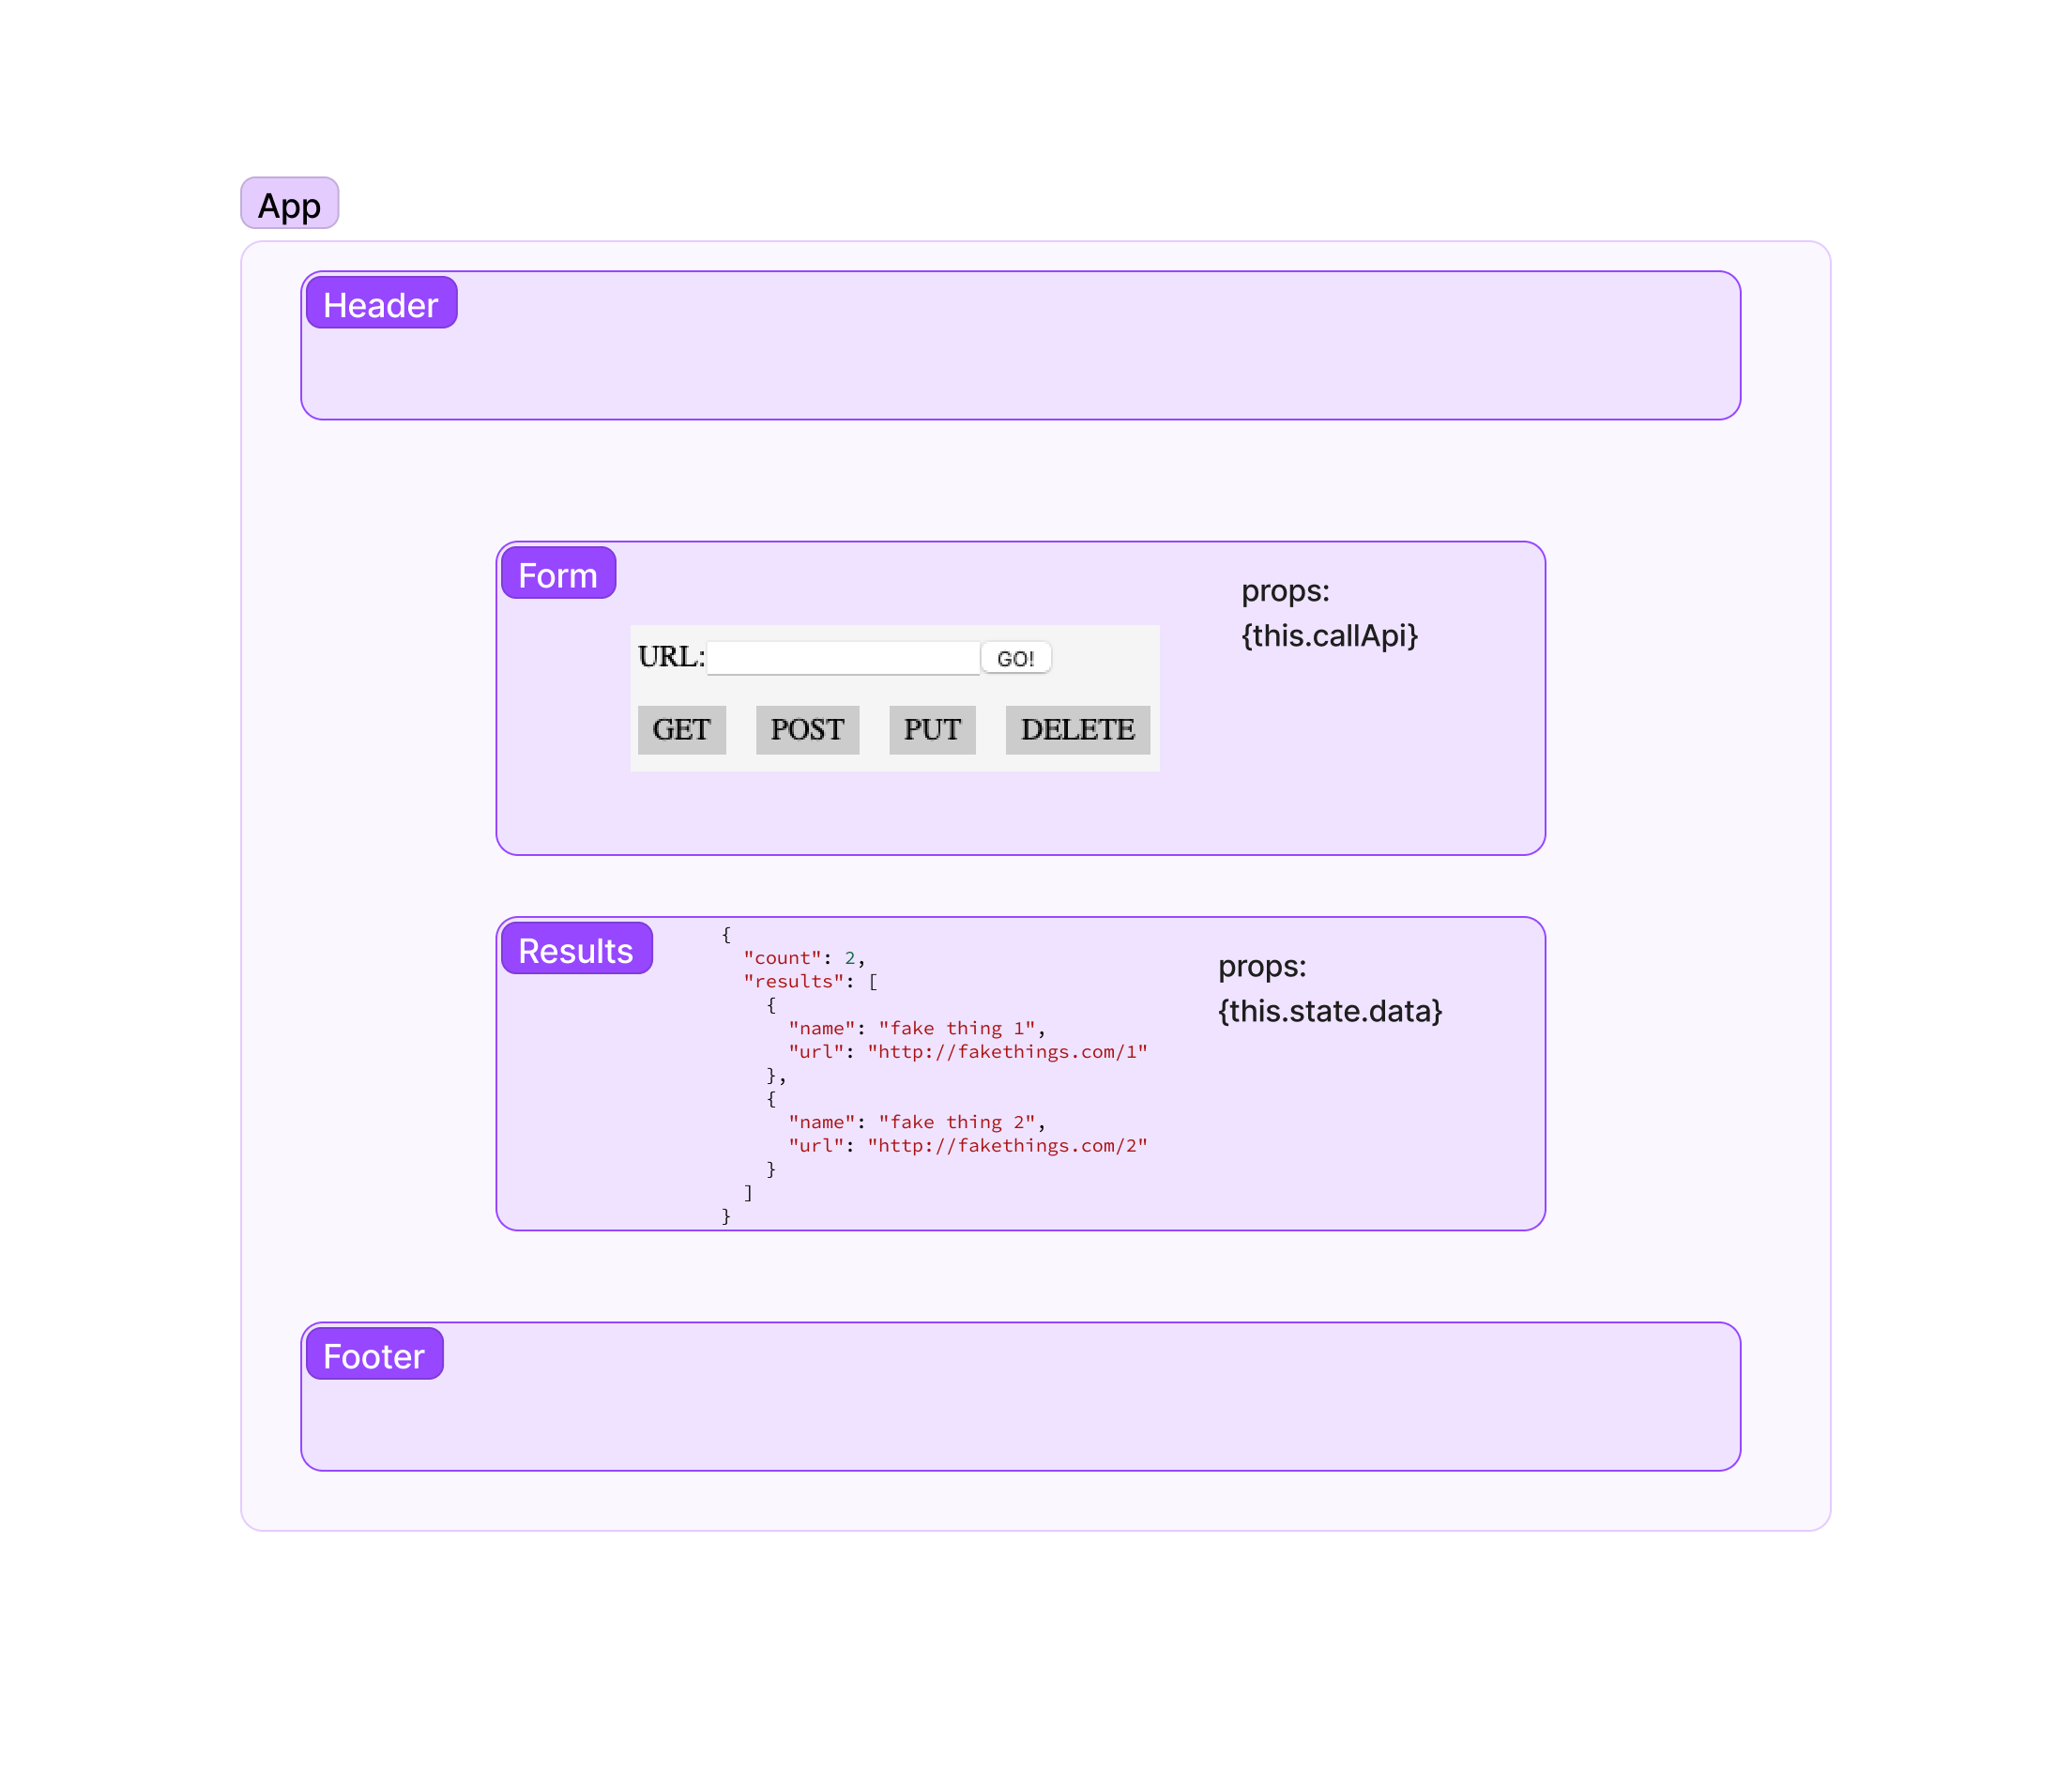 App
Header
Form
props:
{this.callApi}
URL:
GO!
GET POST PUT DELETE
Results
props:
{this.state.data}
{
"count": 2,
"results": [
{
"name": "fake thing 1",
"url": "http://fakethings.com/1"
},
{
"name": "fake thing 2",
"url": "http://fakethings.com/2"
}
]
}
Footer